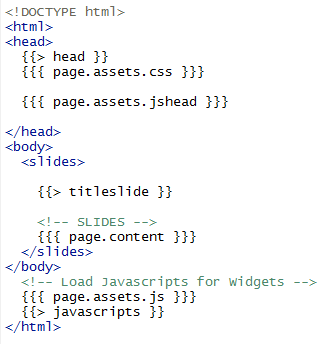 <!DOCTYPE html>
<html>
<head>
  {{> head }}
  {{{ page.assets.css }}}

  {{{ page.assets.jshead }}}

</head>
<body>
  <slides>

    {{> titleslide }}

    <!-- SLIDES -->
    {{{ page.content }}}
  </slides>
</body>
  <!-- Load Javascripts for Widgets -->
  {{{ page.assets.js }}}
  {{> javascripts }}
</html>